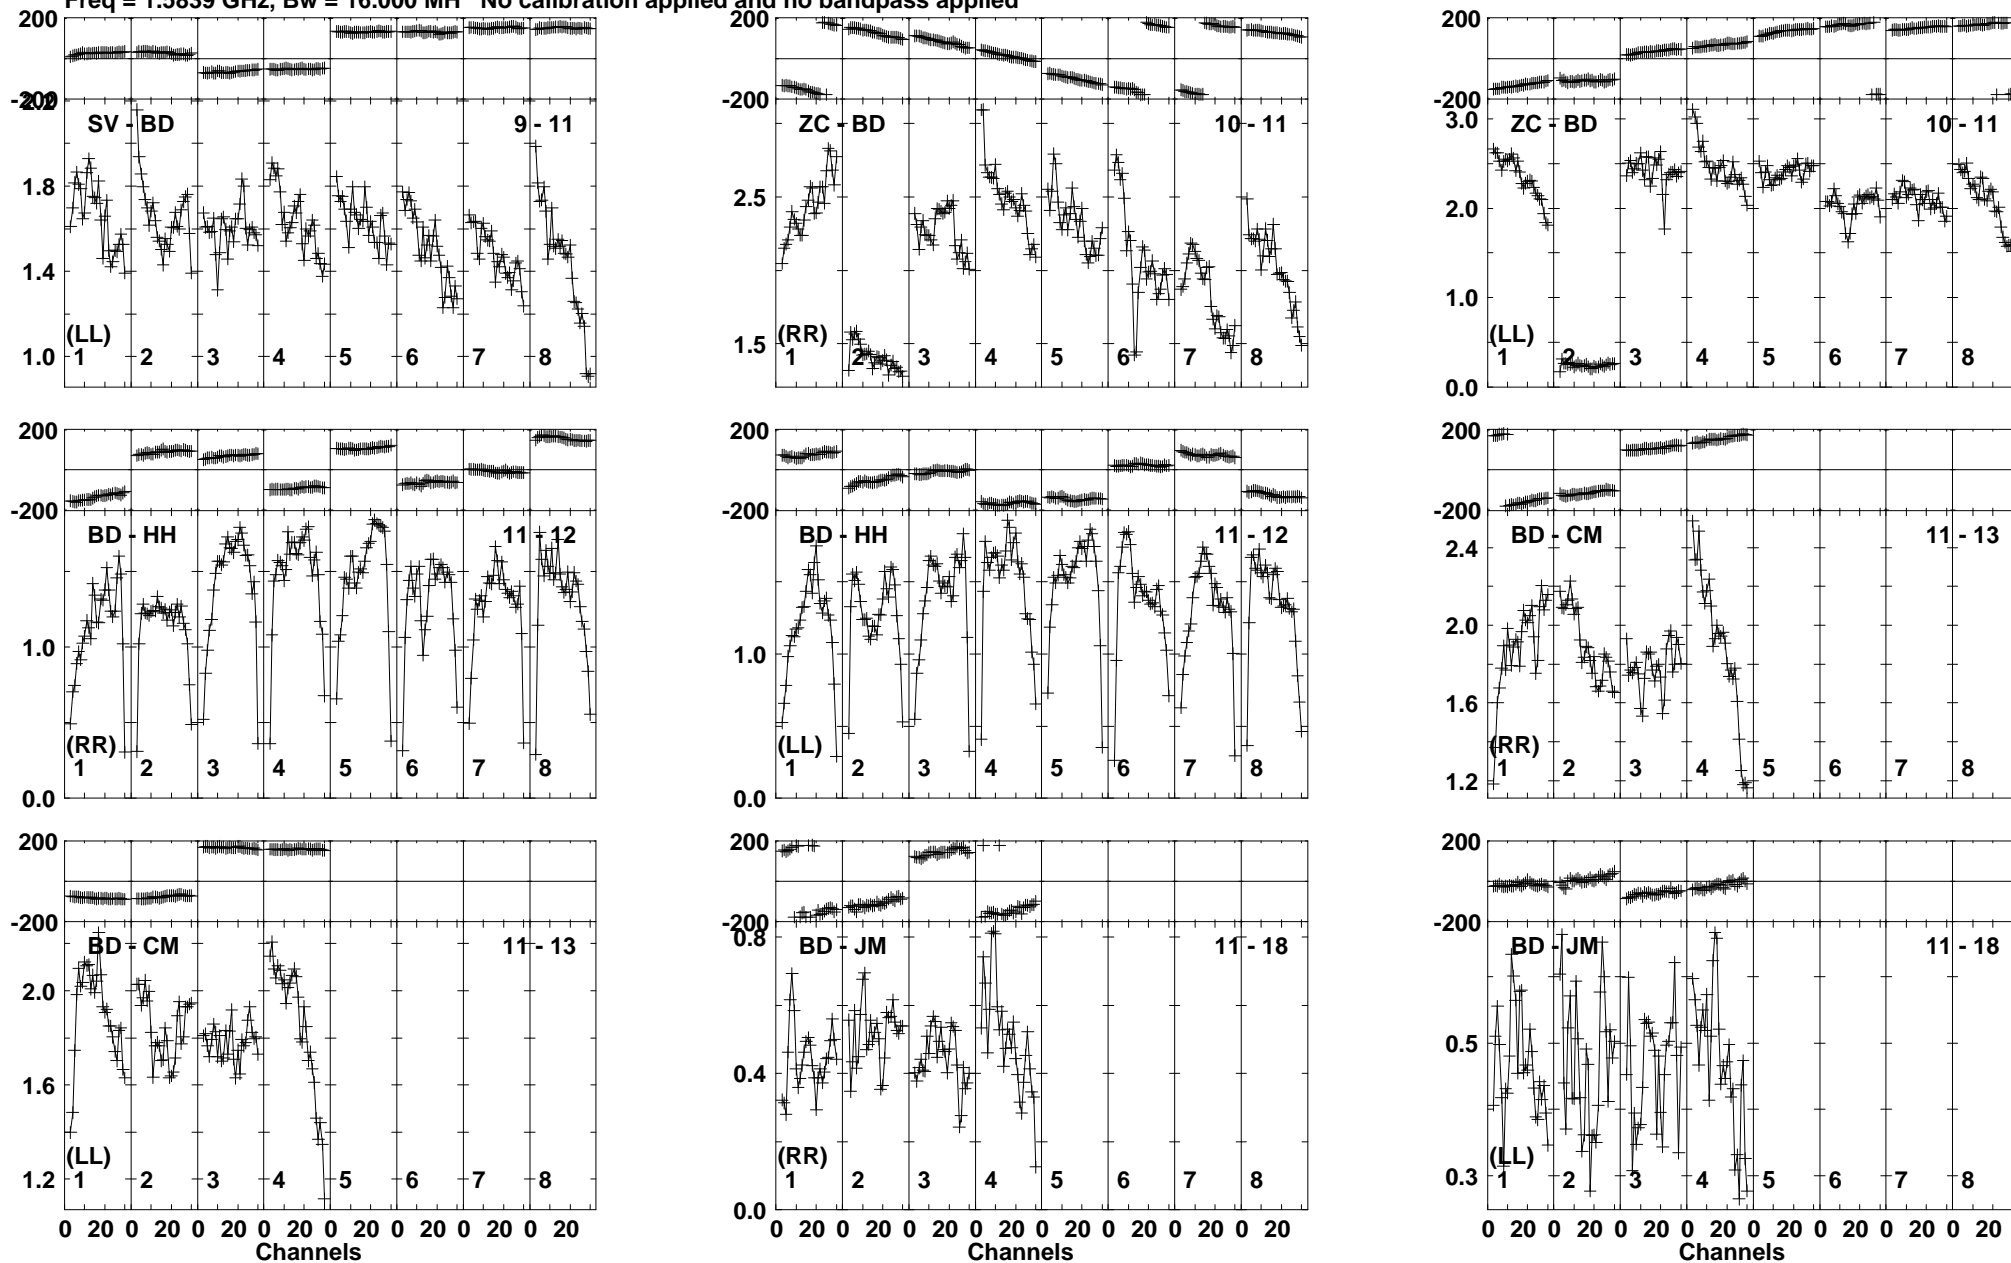 Freq = 1.5839 GHz, Bw = 16.000 MH No calibration applied and no bandpass applied
200 200 200
-200 -200 -200
2.2
SV - BD 9 - 11 ZC - BD 10 - 11 ZC - BD 10 - 11
3.0
1.8 2.5 2.0
1.4 1.0
(LL) (RR) (LL)
1.0 1.5 0.0
1 2 3 4 5 6 7 8 1 2 3 4 5 6 7 8 1 2 3 4 5 6 7 8
200 200 200
-200 -200 -200
BD - HH 11 - 12 BD - HH 11 - 12 BD - CM 11 - 13
2.4
1.0 1.0 2.0
1.6
(RR) (LL) (RR)
1 2 3 4 5 6 7 8 1 2 3 4 5 6 7 8 1 2 3 4 5 6 7 8
0.0 0.0 1.2
200 200 200
-200 -200 -200
BD - CM 11 - 13 BD - JM 11 - 18 BD - JM 11 - 18
0.8
2.0 0.4 0.5
1.6
(LL) (RR) (LL)
1.2 0.3
1 2 3 4 5 6 7 8 1 2 3 4 5 6 7 8 1 2 3 4 5 6 7 8
0.0
0 20 0 20 0 20 0 20 0 20 0 20 0 20 0 20 0 20 0 20 0 20 0 20 0 20 0 20 0 20 0 20 0 20 0 20 0 20 0 20 0 20 0 20 0 20 0 20
Channels Channels Channels